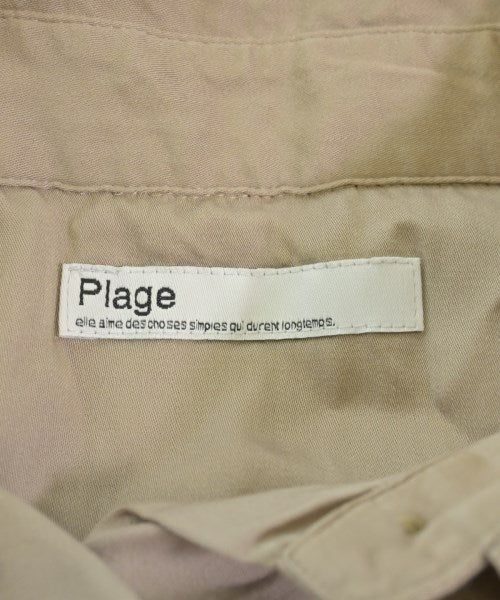 Plage
elle aime des choses simples qui durent longtemps.